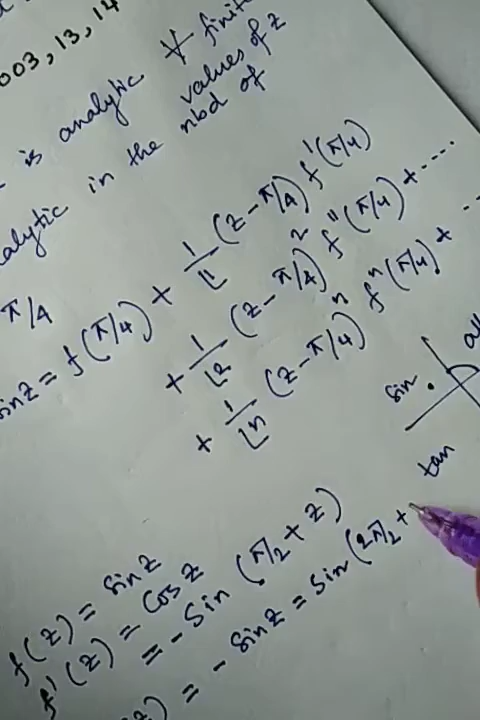 003, 13, 14
is analytic ∀ finite
values of z
analytic in the nbd of
π/4
sin z = f(π/4) + 1/⌊1 (z-π/4) f'(π/4)
+ 1/⌊2 (z-π/4)² f''(π/4) + ....
+ 1/⌊n (z-π/4)ⁿ fⁿ(π/4) + ..
sin
all
tan
f(z) = sin z
f'(z) = cos z
= - sin (π/2 + z)
= - sin z = sin (2π/2 +